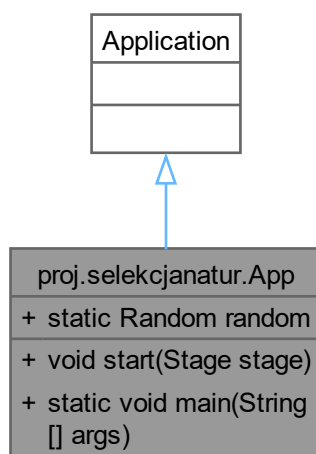 Application
proj.selekcjanatur.App
+ static Random random
+ void start(Stage stage)
+ static void main(String
[] args)